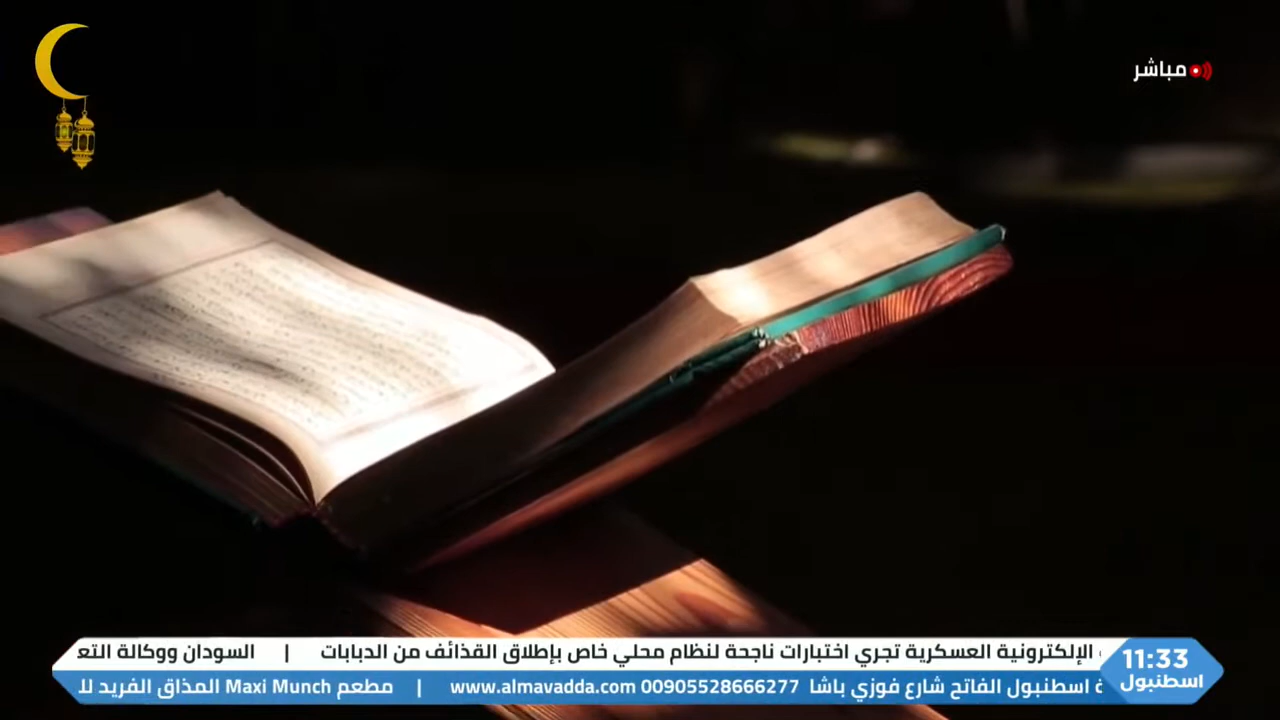 مباشر
الإلكترونية العسكرية تجري اختبارات ناجحة لنظام محلي خاص بإطلاق القذائف من الدبابات | السودان ووكالة التع
11:33
اسطنبول
ة اسطنبول الفاتح شارع فوزي باشا 00905528666277 www.almavadda.com | مطعم Maxi Munch المذاق الفريد لل